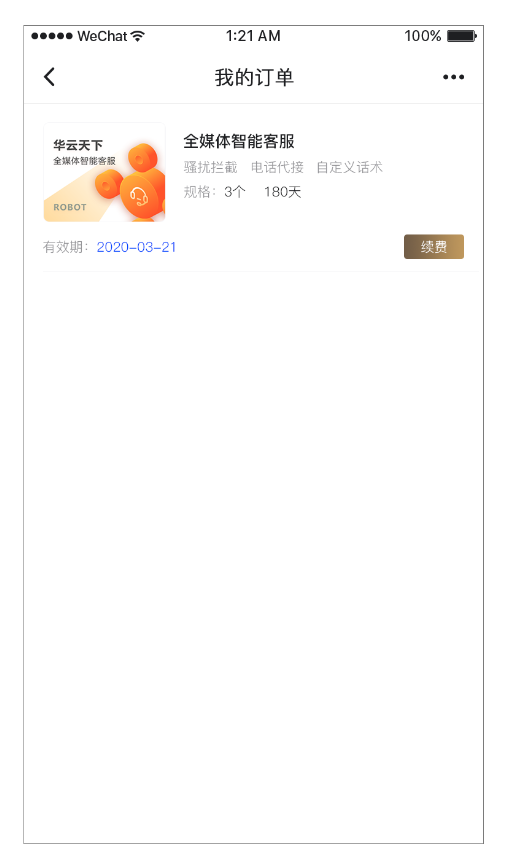 WeChat 1:21 AM 100%
我的订单
华云天下
全媒体智能客服
ROBOT
全媒体智能客服
骚扰拦截 电话代接 自定义话术
规格：3个 180天
有效期：2020-03-21
续费